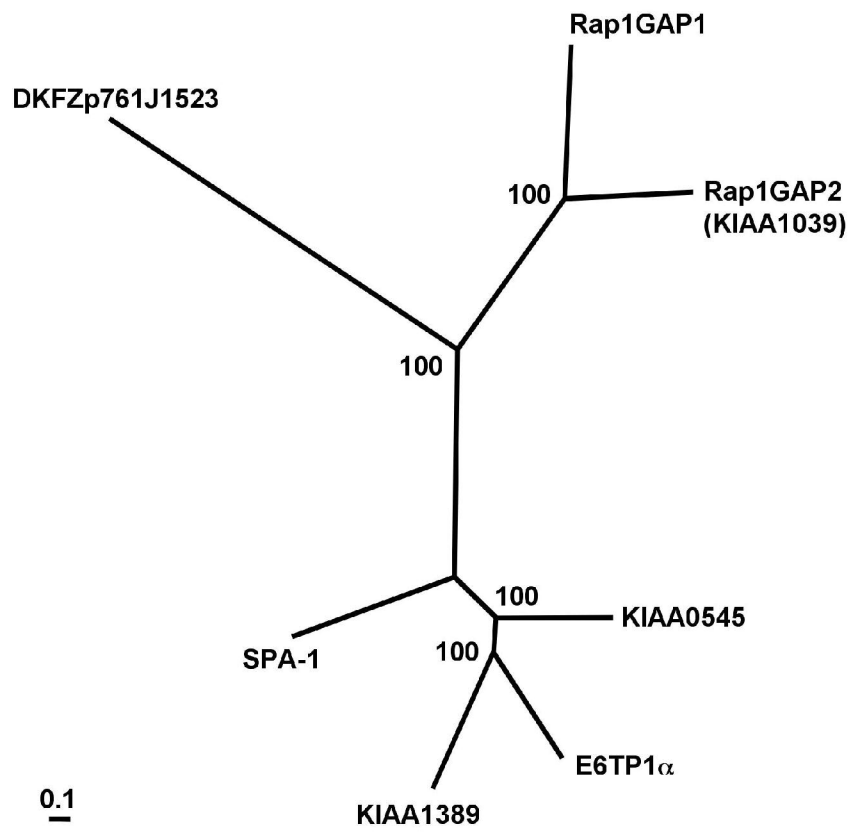 Rap1GAP1
DKFZp761J1523
100
Rap1GAP2
(KIAA1039)
100
100
KIAA0545
100
SPA-1
E6TP1α
0.1
KIAA1389